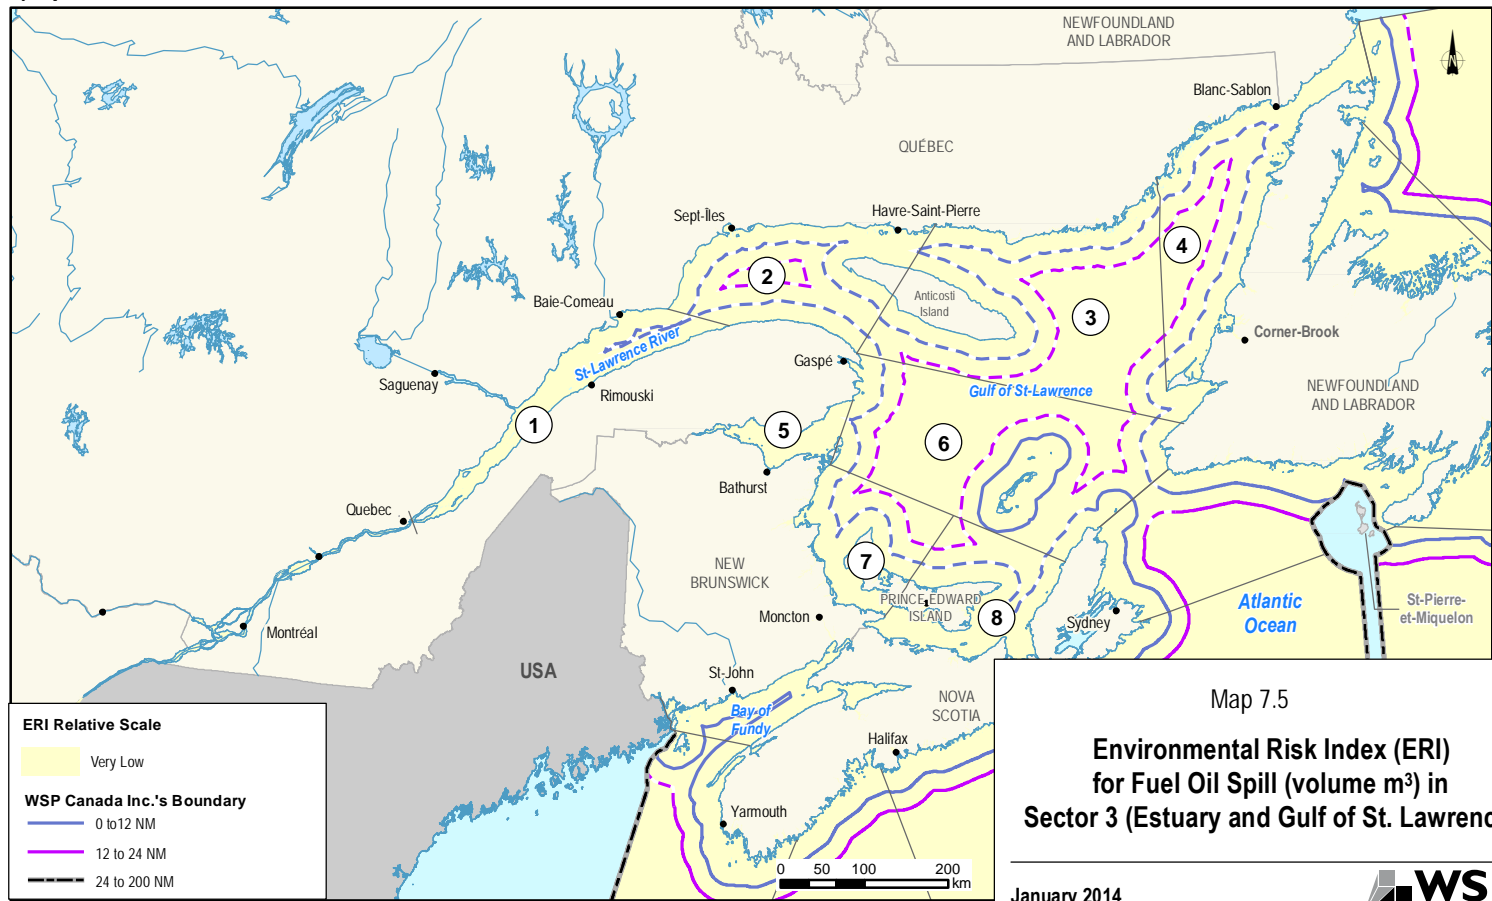 NEWFOUNDLAND
AND LABRADOR
N
Blanc-Sablon
QUÉBEC
Sept-Îles
Havre-Saint-Pierre
4
2
Anticosti
Island
Baie-Comeau
3
Corner-Brook
St-Lawrence River
Gaspé
Saguenay
Rimouski
Gulf of St-Lawrence
NEWFOUNDLAND
AND LABRADOR
1
5
6
Bathurst
Quebec
7
NEW
BRUNSWICK
PRINCE EDWARD
ISLAND
8
Moncton
Sydney
Atlantic
Ocean
St-Pierre-
et-Miquelon
Montréal
USA
St-John
Bay of
Fundy
NOVA
SCOTIA
Halifax
Yarmouth
0 50 100 200
km
ERI Relative Scale
Very Low
WSP Canada Inc.'s Boundary
0 to12 NM
12 to 24 NM
24 to 200 NM
Map 7.5
Environmental Risk Index (ERI)
for Fuel Oil Spill (volume m³) in
Sector 3 (Estuary and Gulf of St. Lawrenc
January 2014
WS